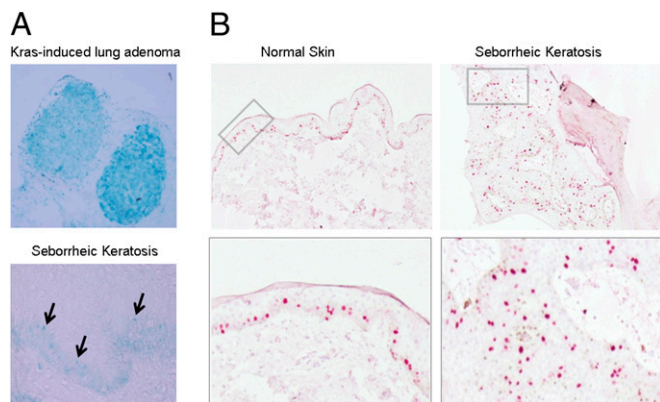 A
Kras-induced lung adenoma
Seborrheic Keratosis
B
Normal Skin
Seborrheic Keratosis